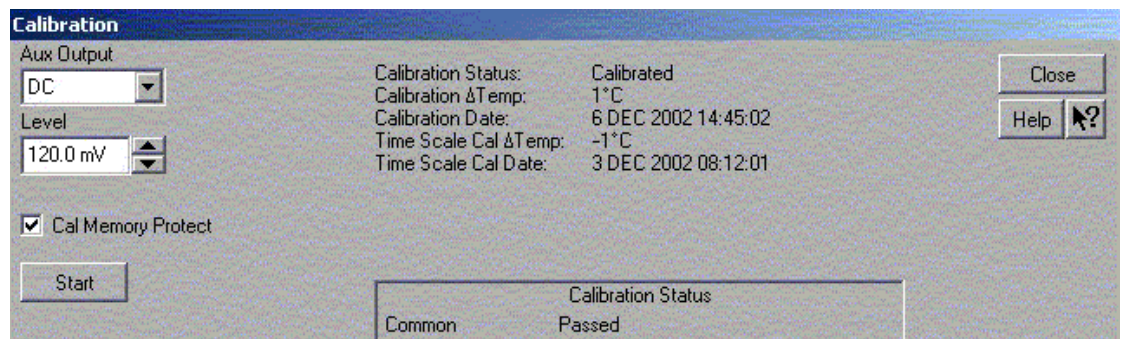 Calibration
Aux Output
DC
Level
120.0 mV
Cal Memory Protect
Start
Calibration Status: Calibrated
Calibration ΔTemp: 1°C
Calibration Date: 6 DEC 2002 14:45:02
Time Scale Cal ΔTemp: -1°C
Time Scale Cal Date: 3 DEC 2002 08:12:01
Close
Help ?
Calibration Status
Common Passed